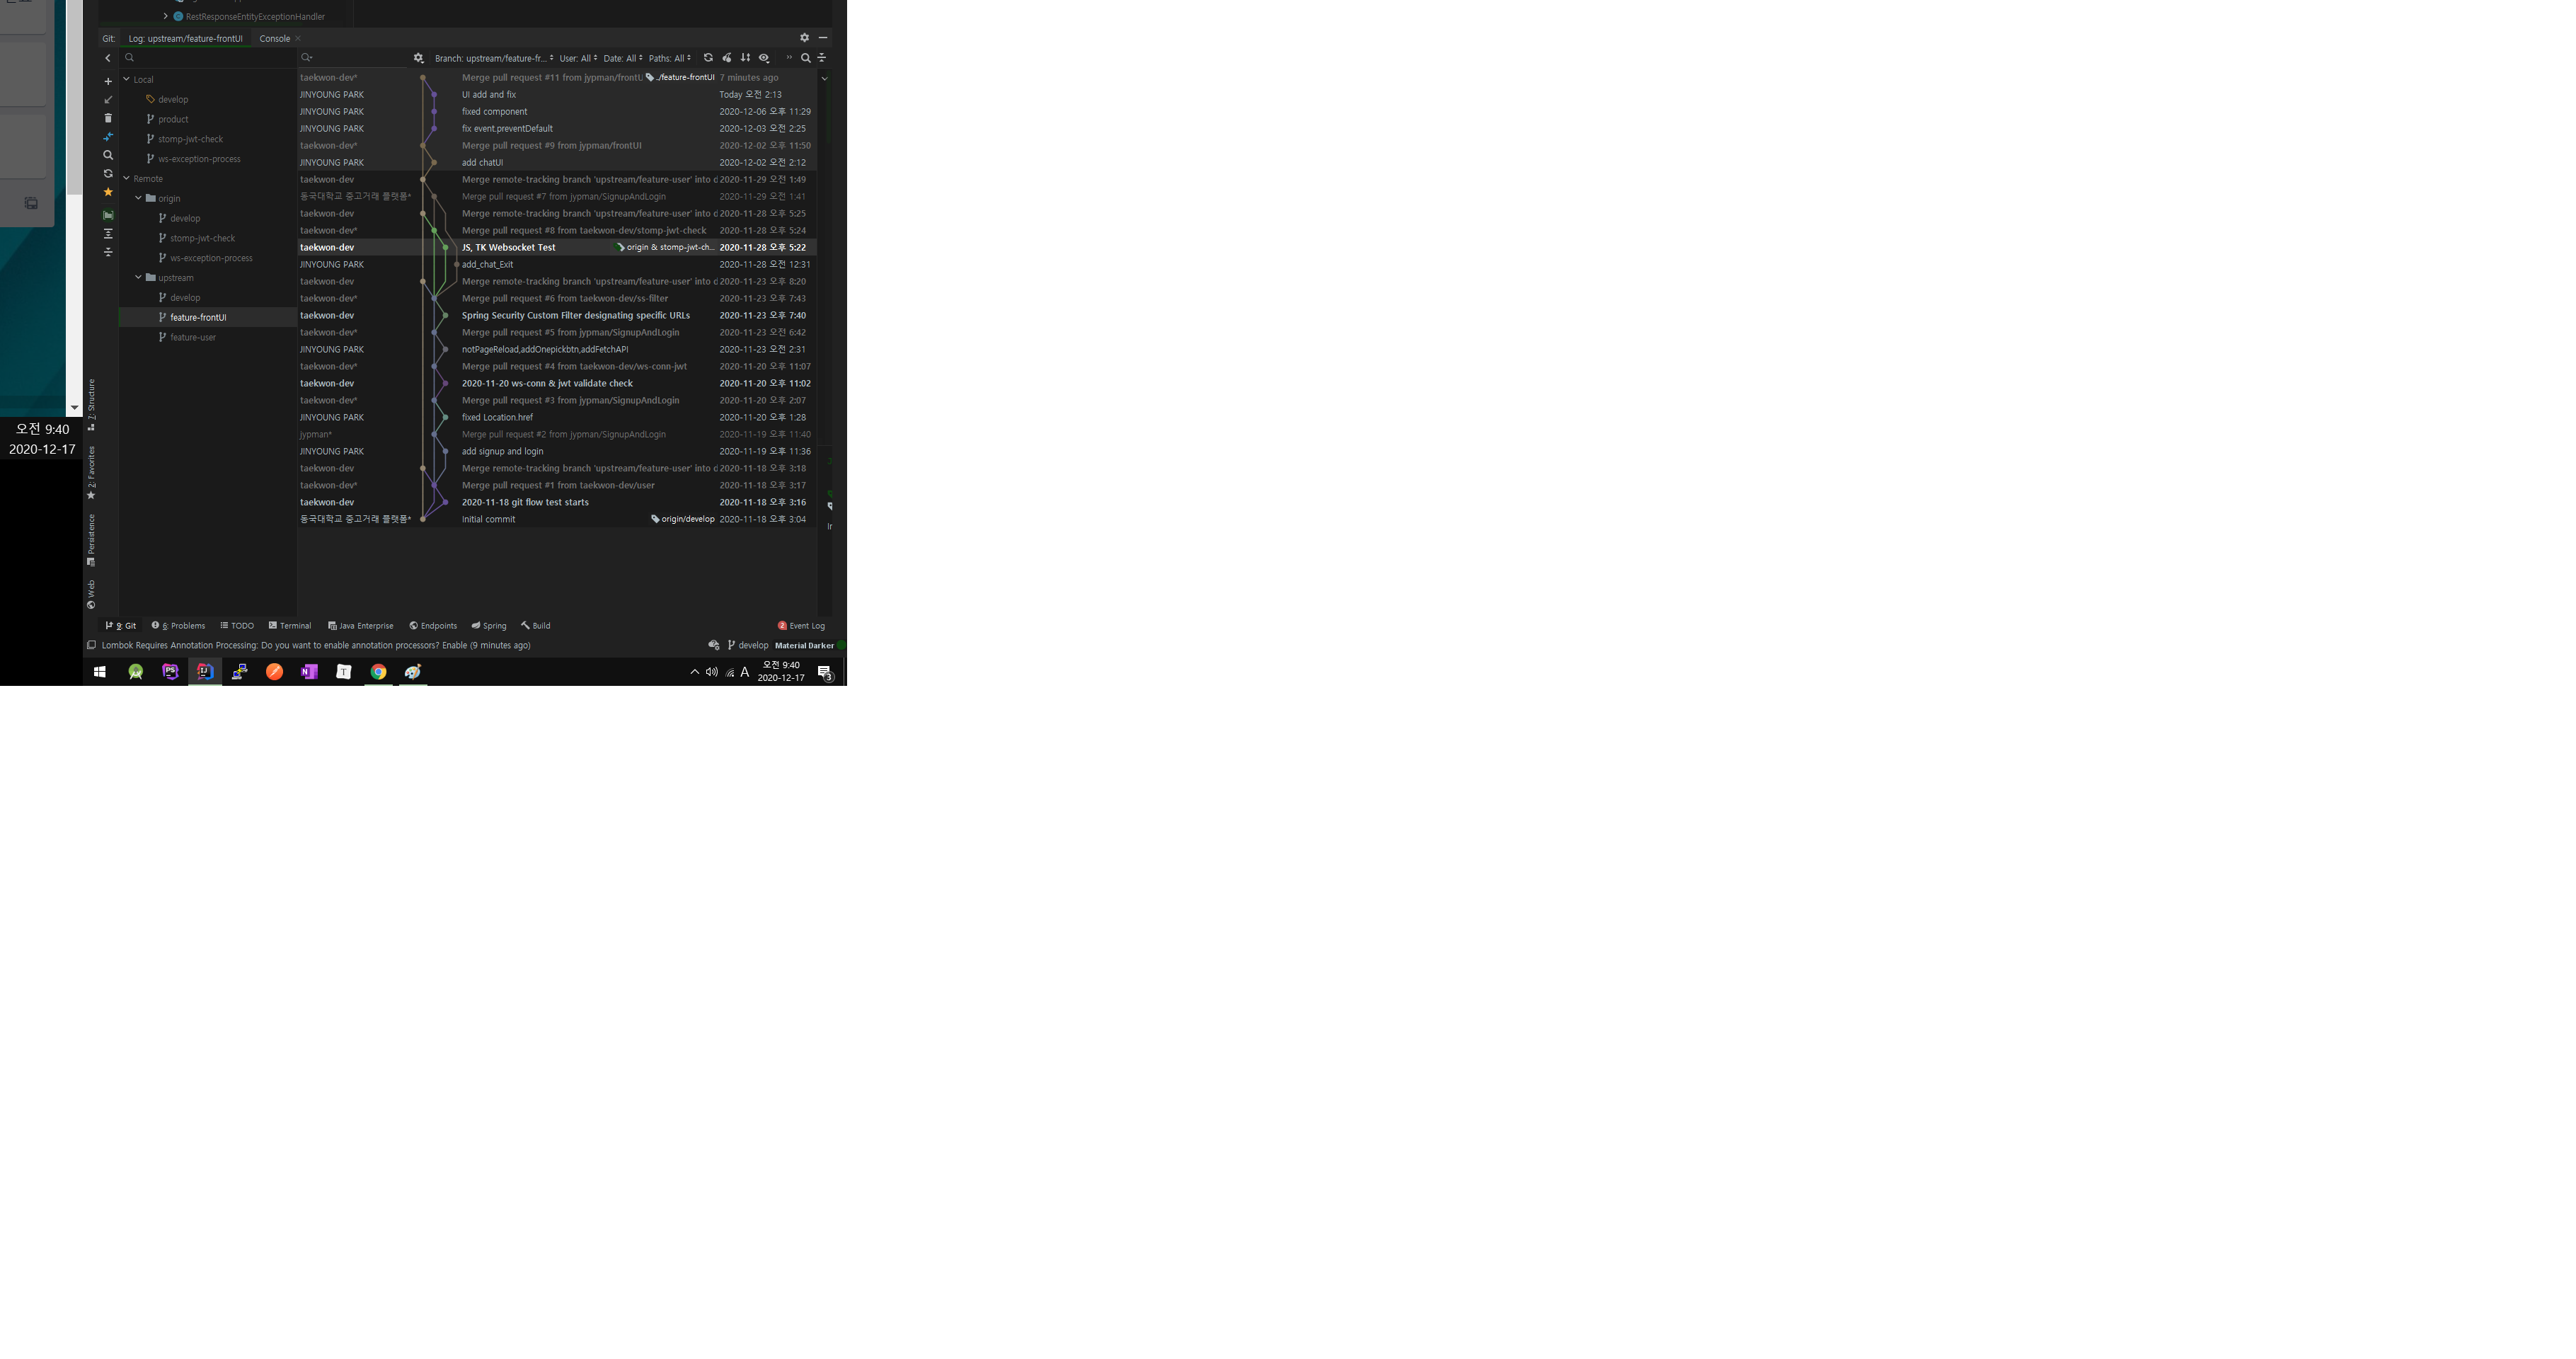 RestResponseEntityExceptionHandler
Git: Log: upstream/feature-frontUI Console
Branch: upstream/feature-fr... User: All Date: All Paths: All
Local
develop
product
stomp-jwt-check
ws-exception-process
Remote
origin
develop
stomp-jwt-check
ws-exception-process
upstream
develop
feature-frontUI
feature-user
taekwon-dev* Merge pull request #11 from jypman/frontU ../feature-frontUI 7 minutes ago
JINYOUNG PARK UI add and fix Today 오전 2:13
JINYOUNG PARK fixed component 2020-12-06 오후 11:29
JINYOUNG PARK fix event.preventDefault 2020-12-03 오전 2:25
taekwon-dev* Merge pull request #9 from jypman/frontUI 2020-12-02 오후 11:50
JINYOUNG PARK add chatUI 2020-12-02 오전 2:12
taekwon-dev Merge remote-tracking branch 'upstream/feature-user' into d 2020-11-29 오전 1:49
동국대학교 중고거래 플랫폼* Merge pull request #7 from jypman/SignupAndLogin 2020-11-29 오전 1:41
taekwon-dev Merge remote-tracking branch 'upstream/feature-user' into d 2020-11-28 오후 5:25
taekwon-dev* Merge pull request #8 from taekwon-dev/stomp-jwt-check 2020-11-28 오후 5:24
taekwon-dev JS, TK Websocket Test origin & stomp-jwt-ch... 2020-11-28 오후 5:22
JINYOUNG PARK add_chat_Exit 2020-11-28 오전 12:31
taekwon-dev Merge remote-tracking branch 'upstream/feature-user' into d 2020-11-23 오후 8:20
taekwon-dev* Merge pull request #6 from taekwon-dev/ss-filter 2020-11-23 오후 7:43
taekwon-dev Spring Security Custom Filter designating specific URLs 2020-11-23 오후 7:40
taekwon-dev* Merge pull request #5 from jypman/SignupAndLogin 2020-11-23 오전 6:42
JINYOUNG PARK notPageReload,addOnepickbtn,addFetchAPI 2020-11-23 오전 2:31
taekwon-dev* Merge pull request #4 from taekwon-dev/ws-conn-jwt 2020-11-20 오후 11:07
taekwon-dev 2020-11-20 ws-conn & jwt validate check 2020-11-20 오후 11:02
taekwon-dev* Merge pull request #3 from jypman/SignupAndLogin 2020-11-20 오후 2:07
JINYOUNG PARK fixed Location.href 2020-11-20 오후 1:28
jypman* Merge pull request #2 from jypman/SignupAndLogin 2020-11-19 오후 11:40
JINYOUNG PARK add signup and login 2020-11-19 오후 11:36
taekwon-dev Merge remote-tracking branch 'upstream/feature-user' into d 2020-11-18 오후 3:18
taekwon-dev* Merge pull request #1 from taekwon-dev/user 2020-11-18 오후 3:17
taekwon-dev 2020-11-18 git flow test starts 2020-11-18 오후 3:16
동국대학교 중고거래 플랫폼* Initial commit origin/develop 2020-11-18 오후 3:04
7: Structure
2: Favorites
Persistence
Web
오전 9:40
2020-12-17
9: Git 6: Problems TODO Terminal Java Enterprise Endpoints Spring Build 2 Event Log
Lombok Requires Annotation Processing: Do you want to enable annotation processors? Enable (9 minutes ago) develop Material Darker
A 오전 9:40
2020-12-17
3